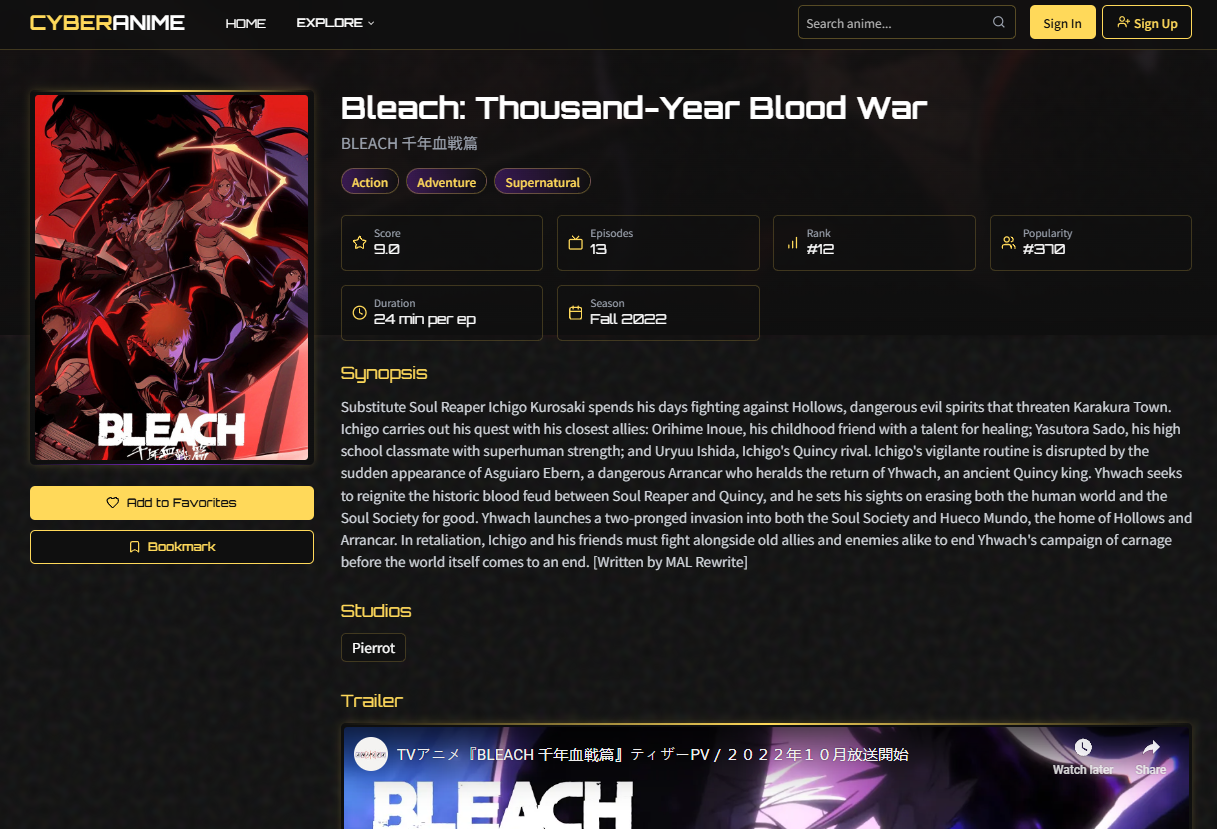 CYBERANIME
HOME
EXPLORE
Search anime...
Sign In
Sign Up
BLEACH
千年血戦篇
Add to Favorites
Bookmark
Bleach: Thousand-Year Blood War
BLEACH 千年血戦篇
Action
Adventure
Supernatural
Score
9.0
Episodes
13
Rank
#12
Popularity
#370
Duration
24 min per ep
Season
Fall 2022
Synopsis
Substitute Soul Reaper Ichigo Kurosaki spends his days fighting against Hollows, dangerous evil spirits that threaten Karakura Town.
Ichigo carries out his quest with his closest allies: Orihime Inoue, his childhood friend with a talent for healing; Yasutora Sado, his high
school classmate with superhuman strength; and Uryuu Ishida, Ichigo's Quincy rival. Ichigo's vigilante routine is disrupted by the
sudden appearance of Asguiaro Ebern, a dangerous Arrancar who heralds the return of Yhwach, an ancient Quincy king. Yhwach seeks
to reignite the historic blood feud between Soul Reaper and Quincy, and he sets his sights on erasing both the human world and the
Soul Society for good. Yhwach launches a two-pronged invasion into both the Soul Society and Hueco Mundo, the home of Hollows and
Arrancar. In retaliation, Ichigo and his friends must fight alongside old allies and enemies alike to end Yhwach's campaign of carnage
before the world itself comes to an end. [Written by MAL Rewrite]
Studios
Pierrot
Trailer
TVアニメ『BLEACH 千年血戦篇』ティザーPV / ２０２２年１０月放送開始
Watch later
Share
BLEACH